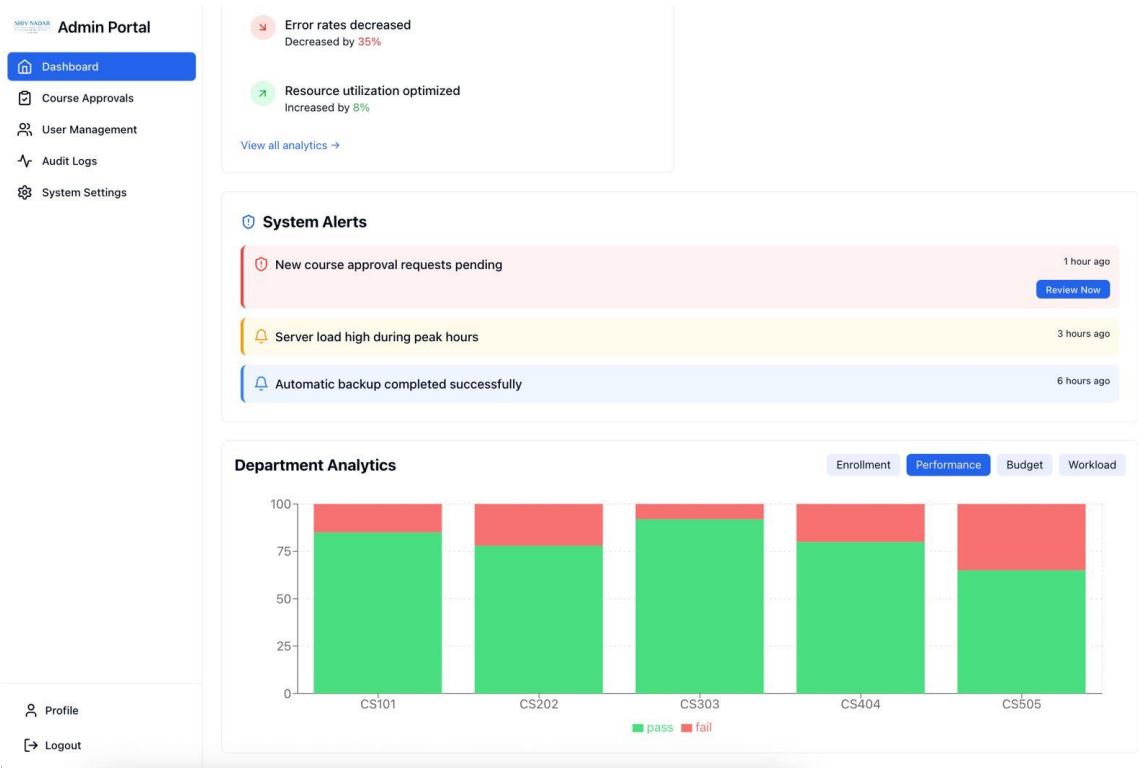 SHIV NADAR
Admin Portal
Dashboard
Course Approvals
User Management
Audit Logs
System Settings
Profile
Logout
Error rates decreased
Decreased by 35%
Resource utilization optimized
Increased by 8%
View all analytics →
System Alerts
New course approval requests pending
1 hour ago
Review Now
Server load high during peak hours
3 hours ago
Automatic backup completed successfully
6 hours ago
Department Analytics
Enrollment Performance Budget Workload
100
75
50
25
0
CS101 CS202 CS303 CS404 CS505
pass fail